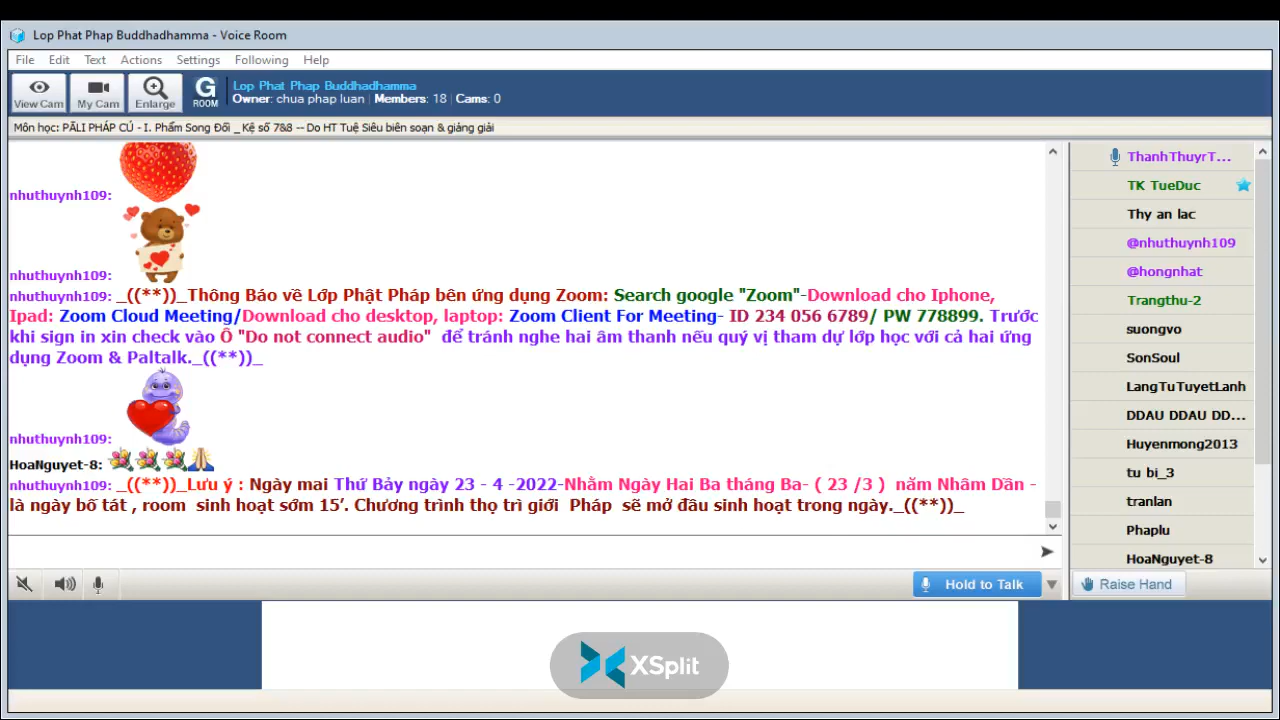 Lop Phat Phap Buddhadhamma - Voice Room
File Edit Text Actions Settings Following Help
View Cam My Cam Enlarge G ROOM
Lop Phat Phap Buddhadhamma
Owner: chua phap luan | Members: 18 | Cams: 0
Môn học: PĀLI PHÁP CÚ - I. Phẩm Song Đối _ Kệ số 7&8 -- Do HT Tuệ Siêu biên soạn & giảng giải
nhuthuynh109:
nhuthuynh109:
nhuthuynh109: _((**))_Thông Báo về Lớp Phật Pháp bên ứng dụng Zoom: Search google "Zoom"-Download cho Iphone,
Ipad: Zoom Cloud Meeting/Download cho desktop, laptop: Zoom Client For Meeting- ID 234 056 6789/ PW 778899. Trước
khi sign in xin check vào Ô "Do not connect audio" để tránh nghe hai âm thanh nếu quý vị tham dự lớp học với cả hai ứng
dụng Zoom & Paltalk._((**))_
nhuthuynh109:
HoaNguyet-8:
nhuthuynh109: _((**))_Lưu ý : Ngày mai Thứ Bảy ngày 23 - 4 -2022-Nhằm Ngày Hai Ba tháng Ba- ( 23 /3 ) năm Nhâm Dần -
là ngày bố tát , room sinh hoạt sớm 15’. Chương trình thọ trì giới Pháp sẽ mở đầu sinh hoạt trong ngày._((**))_
ThanhThuyrT...
TK TueDuc
Thy an lac
@nhuthuynh109
@hongnhat
Trangthu-2
suongvo
SonSoul
LangTuTuyetLanh
DDAU DDAU DD...
Huyenmong2013
tu bi_3
tranlan
Phaplu
HoaNguyet-8
Hold to Talk
Raise Hand
XSplit